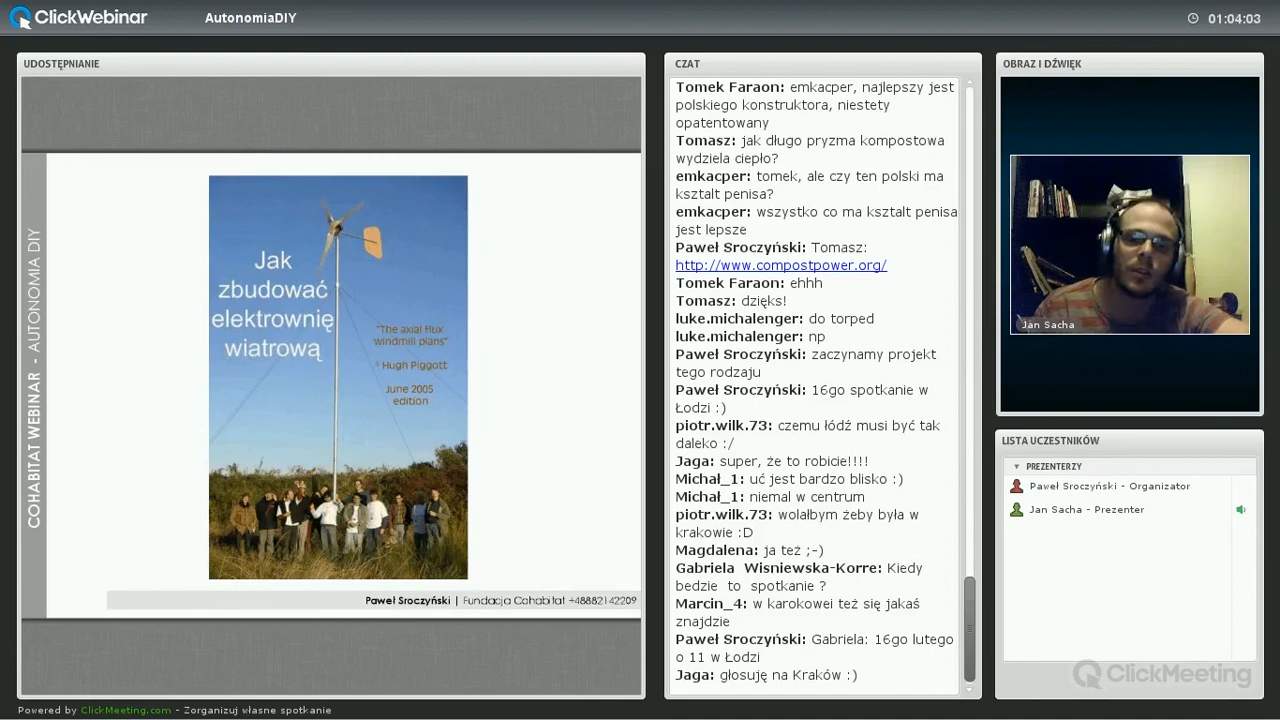 ClickWebinar
AutonomiaDIY
01:04:03
UDOSTĘPNIANIE
COHABITAT WEBINAR - AUTONOMIA DIY
Jak
zbudować
elektrownię
wiatrową
"The axial flux
windmill plans"
© Hugh Piggott
June 2005
edition
Paweł Sroczyński | Fundacja Cohabitat +48882142209
CZAT
Tomek Faraon: emkacper, najlepszy jest
polskiego konstruktora, niestety
opatentowany
Tomasz: jak długo pryzma kompostowa
wydziela ciepło?
emkacper: tomek, ale czy ten polski ma
ksztalt penisa?
emkacper: wszystko co ma ksztalt penisa
jest lepsze
Paweł Sroczyński: Tomasz:
http://www.compostpower.org/
Tomek Faraon: ehhh
Tomasz: dzięks!
luke.michalenger: do torped
luke.michalenger: np
Paweł Sroczyński: zaczynamy projekt
tego rodzaju
Paweł Sroczyński: 16go spotkanie w
Łodzi :)
piotr.wilk.73: czemu łódź musi być tak
daleko :/
Jaga: super, że to robicie!!!!
Michał_1: uć jest bardzo blisko :)
Michał_1: niemal w centrum
piotr.wilk.73: wolałbym żeby była w
krakowie :D
Magdalena: ja też ;-)
Gabriela Wisniewska-Korre: Kiedy
bedzie to spotkanie ?
Marcin_4: w karokowei też się jakaś
znajdzie
Paweł Sroczyński: Gabriela: 16go lutego
o 11 w Łodzi
Jaga: głosuję na Kraków :)
OBRAZ I DŹWIĘK
Jan Sacha
LISTA UCZESTNIKÓW
PREZENTERZY
Paweł Sroczyński - Organizator
Jan Sacha - Prezenter
ClickMeeting
Powered by ClickMeeting.com - Zorganizuj własne spotkanie